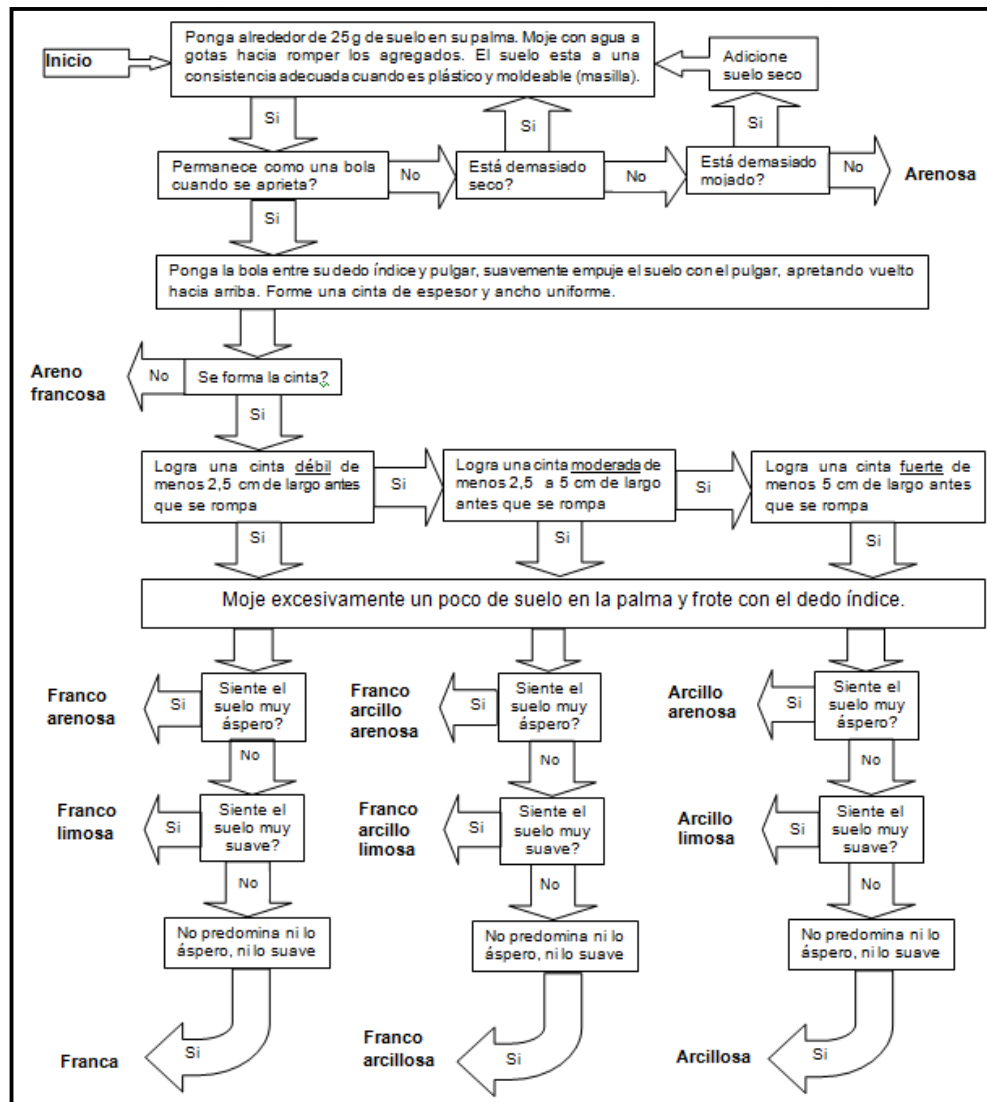 Ponga alrededor de 25 g de suelo en su palma. Moje con agua a
gotas hacia romper los agregados. El suelo esta a una
consistencia adecuada cuando es plástico y moldeable (masilla).
Inicio
Adicione
suelo seco
Si
Si
Si
Permanece como una bola
cuando se aprieta?
No
Está demasiado
seco?
No
Está demasiado
mojado?
No
Arenosa
Si
Ponga la bola entre su dedo índice y pulgar, suavemente empuje el suelo con el pulgar, apretando vuelto
hacia arriba. Forme una cinta de espesor y ancho uniforme.
Areno
francosa
No
Se forma la cinta?
Si
Logra una cinta débil de
menos 2,5 cm de largo antes
que se rompa
Si
Logra una cinta moderada de
menos 2,5 a 5 cm de largo
antes que se rompa
Si
Logra una cinta fuerte de
menos 5 cm de largo antes
que se rompa
Si
Si
Si
Moje excesivamente un poco de suelo en la palma y frote con el dedo índice.
Franco
arenosa
Si
Siente el
suelo muy
áspero?
Franco
arcillo
arenosa
Si
Siente el
suelo muy
áspero?
Arcillo
arenosa
Si
Siente el
suelo muy
áspero?
No
No
No
Franco
limosa
Si
Siente el
suelo muy
suave?
Franco
arcillo
limosa
Si
Siente el
suelo muy
suave?
Arcillo
limosa
Si
Siente el
suelo muy
suave?
No
No
No
No predomina ni lo
áspero, ni lo suave
No predomina ni lo
áspero, ni lo suave
No predomina ni lo
áspero, ni lo suave
Franca
Si
Franco
arcillosa
Si
Arcillosa
Si